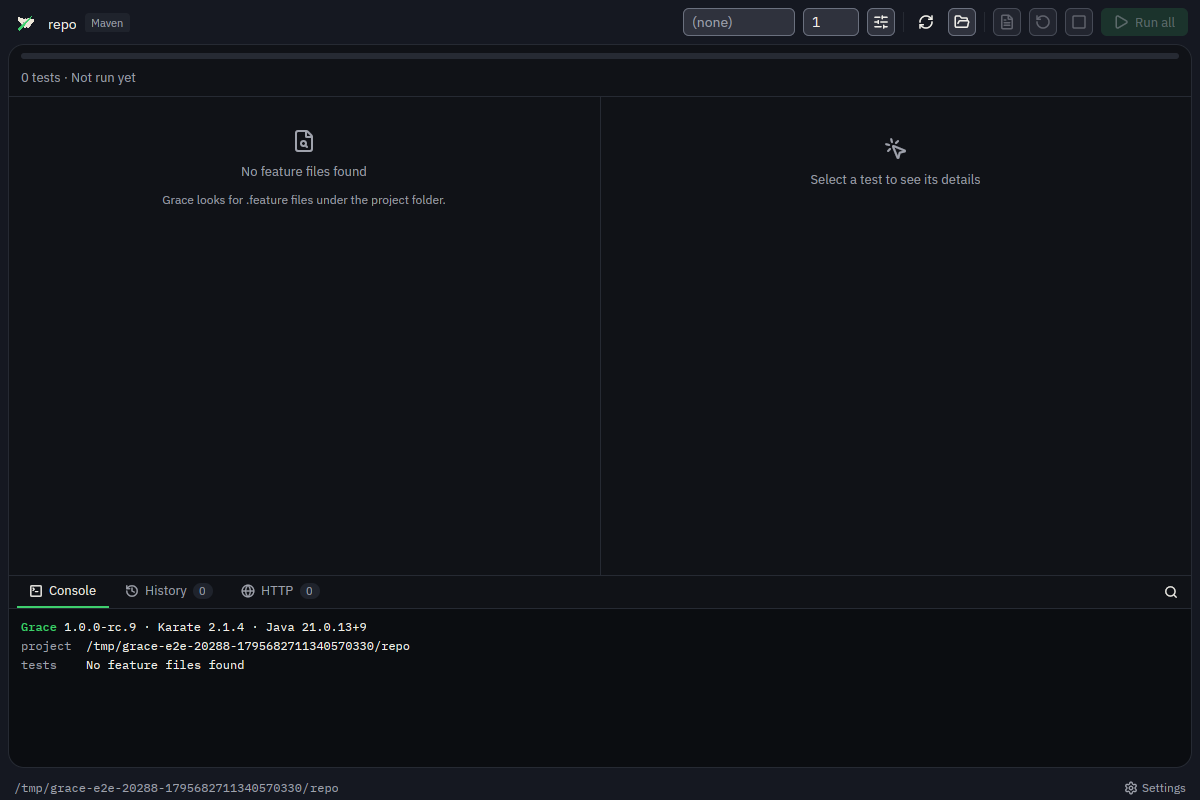 repo Maven (none) 1 Run all
0 tests · Not run yet
No feature files found
Grace looks for .feature files under the project folder.
Select a test to see its details
Console History 0 HTTP 0
Grace 1.0.0-rc.9 · Karate 2.1.4 · Java 21.0.13+9
project /tmp/grace-e2e-20288-1795682711340570330/repo
tests No feature files found
/tmp/grace-e2e-20288-1795682711340570330/repo Settings